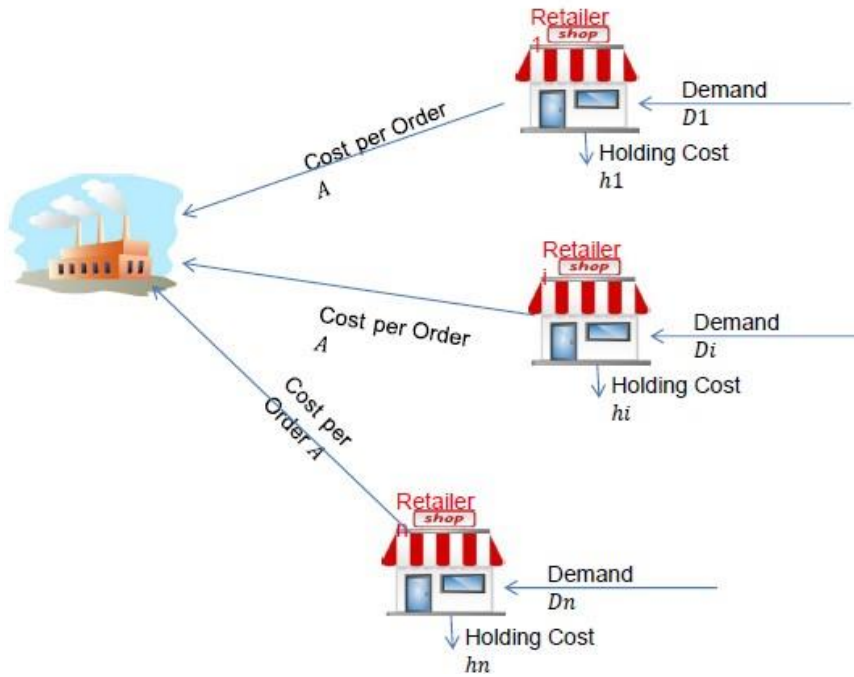 Retailer
1
shop
Demand
D1
Cost per Order
A
Holding Cost
h1
Retailer
i
shop
Cost per Order
A
Demand
Di
Holding Cost
hi
Cost per
Order A
Retailer
n
shop
Demand
Dn
Holding Cost
hn